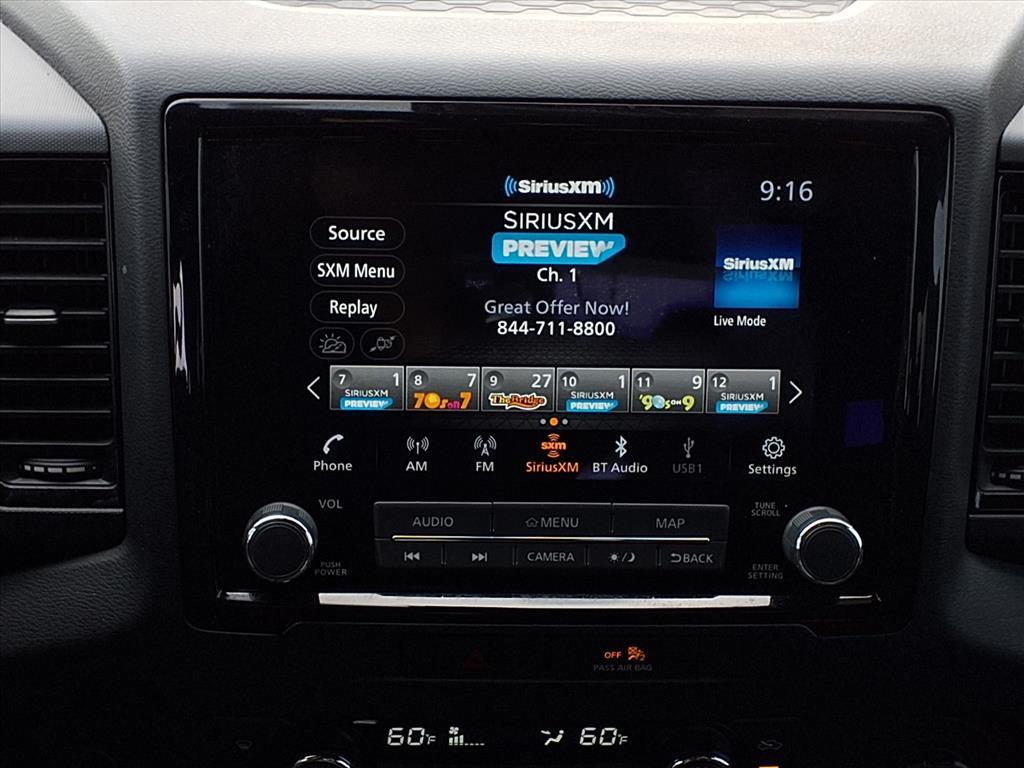 SiriusXM
9:16
SIRIUSXM
PREVIEW
Ch. 1
Great Offer Now!
844-711-8800
Source
SXM Menu
Replay
SiriusXM
Live Mode
7 1 SIRIUSXM PREVIEW
8 7 70s on 7
9 27 The Bridge
10 1 SIRIUSXM PREVIEW
11 9 '90s ON 9
12 1 SIRIUSXM PREVIEW
Phone
AM
FM
sxm
SiriusXM
BT Audio
USB1
Settings
VOL
PUSH
POWER
AUDIO
MENU
MAP
CAMERA
BACK
TUNE
SCROLL
ENTER
SETTING
OFF
PASS AIR BAG
60°F
60°F